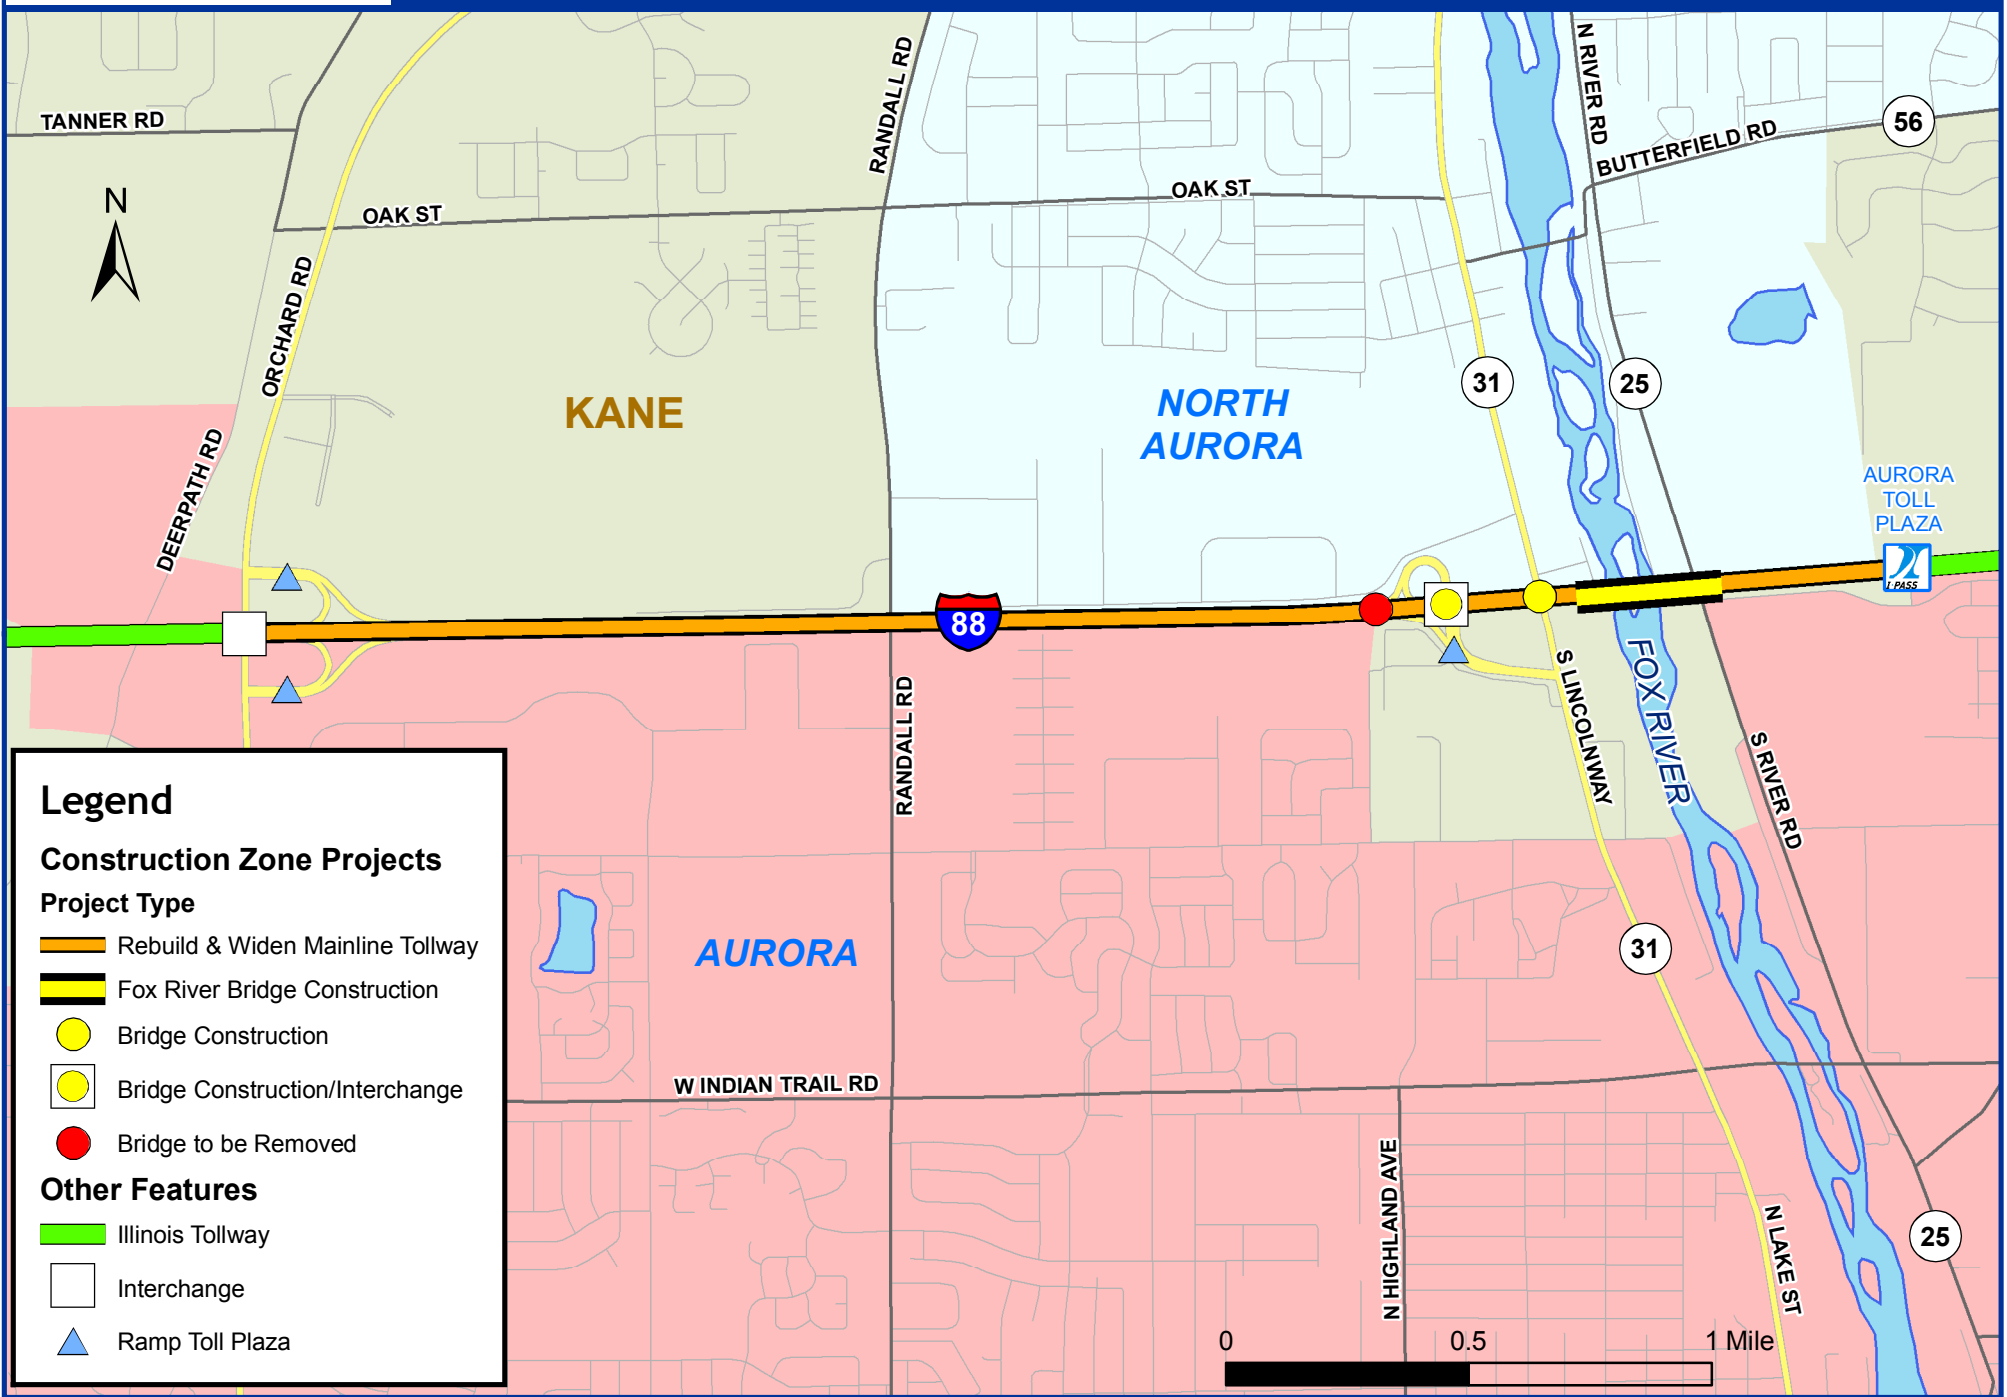 TANNER RD
N
OAK ST
ORCHARD RD
DEERPATH RD
KANE
RANDALL RD
OAK ST
NORTH
AURORA
31
25
N RIVER RD
BUTTERFIELD RD
56
AURORA
TOLL
PLAZA
I-PASS
88
RANDALL RD
S LINCOLNWAY
FOX RIVER
S RIVER RD
AURORA
31
W INDIAN TRAIL RD
N HIGHLAND AVE
N LAKE ST
25
0
0.5
1 Mile
Legend
Construction Zone Projects
Project Type
Rebuild & Widen Mainline Tollway
Fox River Bridge Construction
Bridge Construction
Bridge Construction/Interchange
Bridge to be Removed
Other Features
Illinois Tollway
Interchange
Ramp Toll Plaza